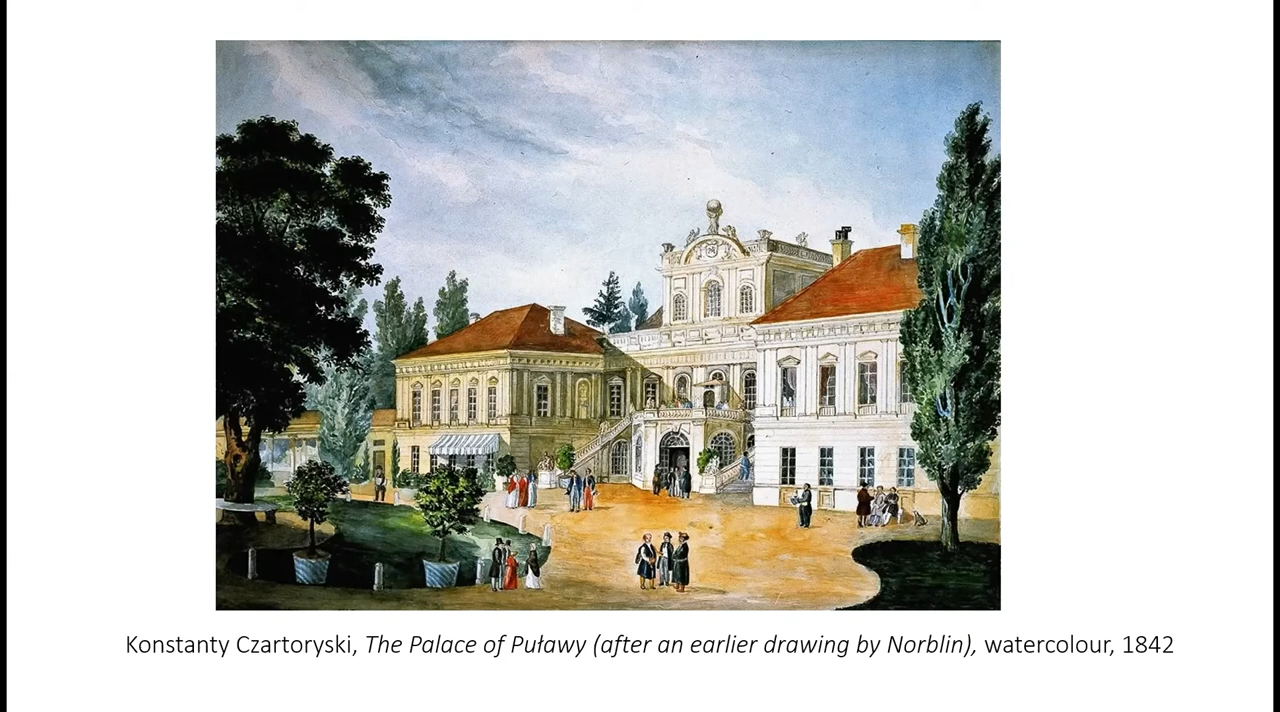 Konstanty Czartoryski, The Palace of Puławy (after an earlier drawing by Norblin), watercolour, 1842